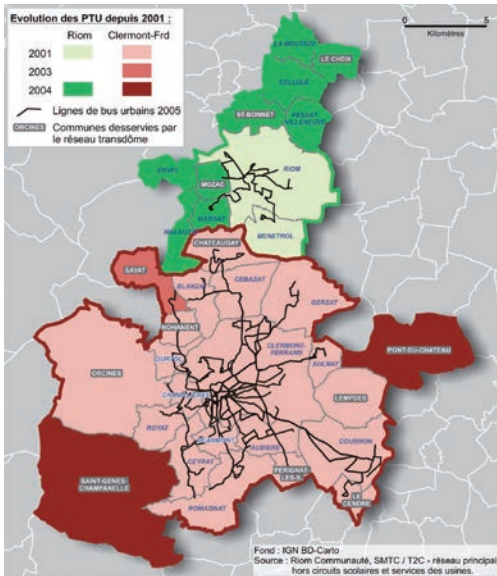 Evolution des PTU depuis 2001 :
Riom
Clermont-Frd
2001
2003
2004
Lignes de bus urbains 2005
ORCINES
Communes desservies par
le réseau transdôme
0
5
Kilomètres
LA MOUTADE
LE CHEIX
CELLULE
ST-BONNET
PESSAT-
VILLENEUVE
ENVAL
MOZAC
RIOM
MARSAT
MALAUZAT
MENETROL
CHATEAUGAY
SAYAT
BLANZAT
CEBAZAT
GERZAT
NOHANENT
CLERMONT-
FERRAND
PONT-DU-CHATEAU
DURTOL
AULNAT
ORCINES
CHAMALIERES
LEMPDES
ROYAT
BEAUMONT
AUBIERE
COURNON
CEYRAT
PERIGNAT-
LES-S.
SAINT-GENES-
CHAMPANELLE
LE
CENDRE
ROMAGNAT
Fond : IGN BD-Carto
Source : Riom Communauté, SMTC / T2C - réseau principal
hors circuits scolaires et services des usines.